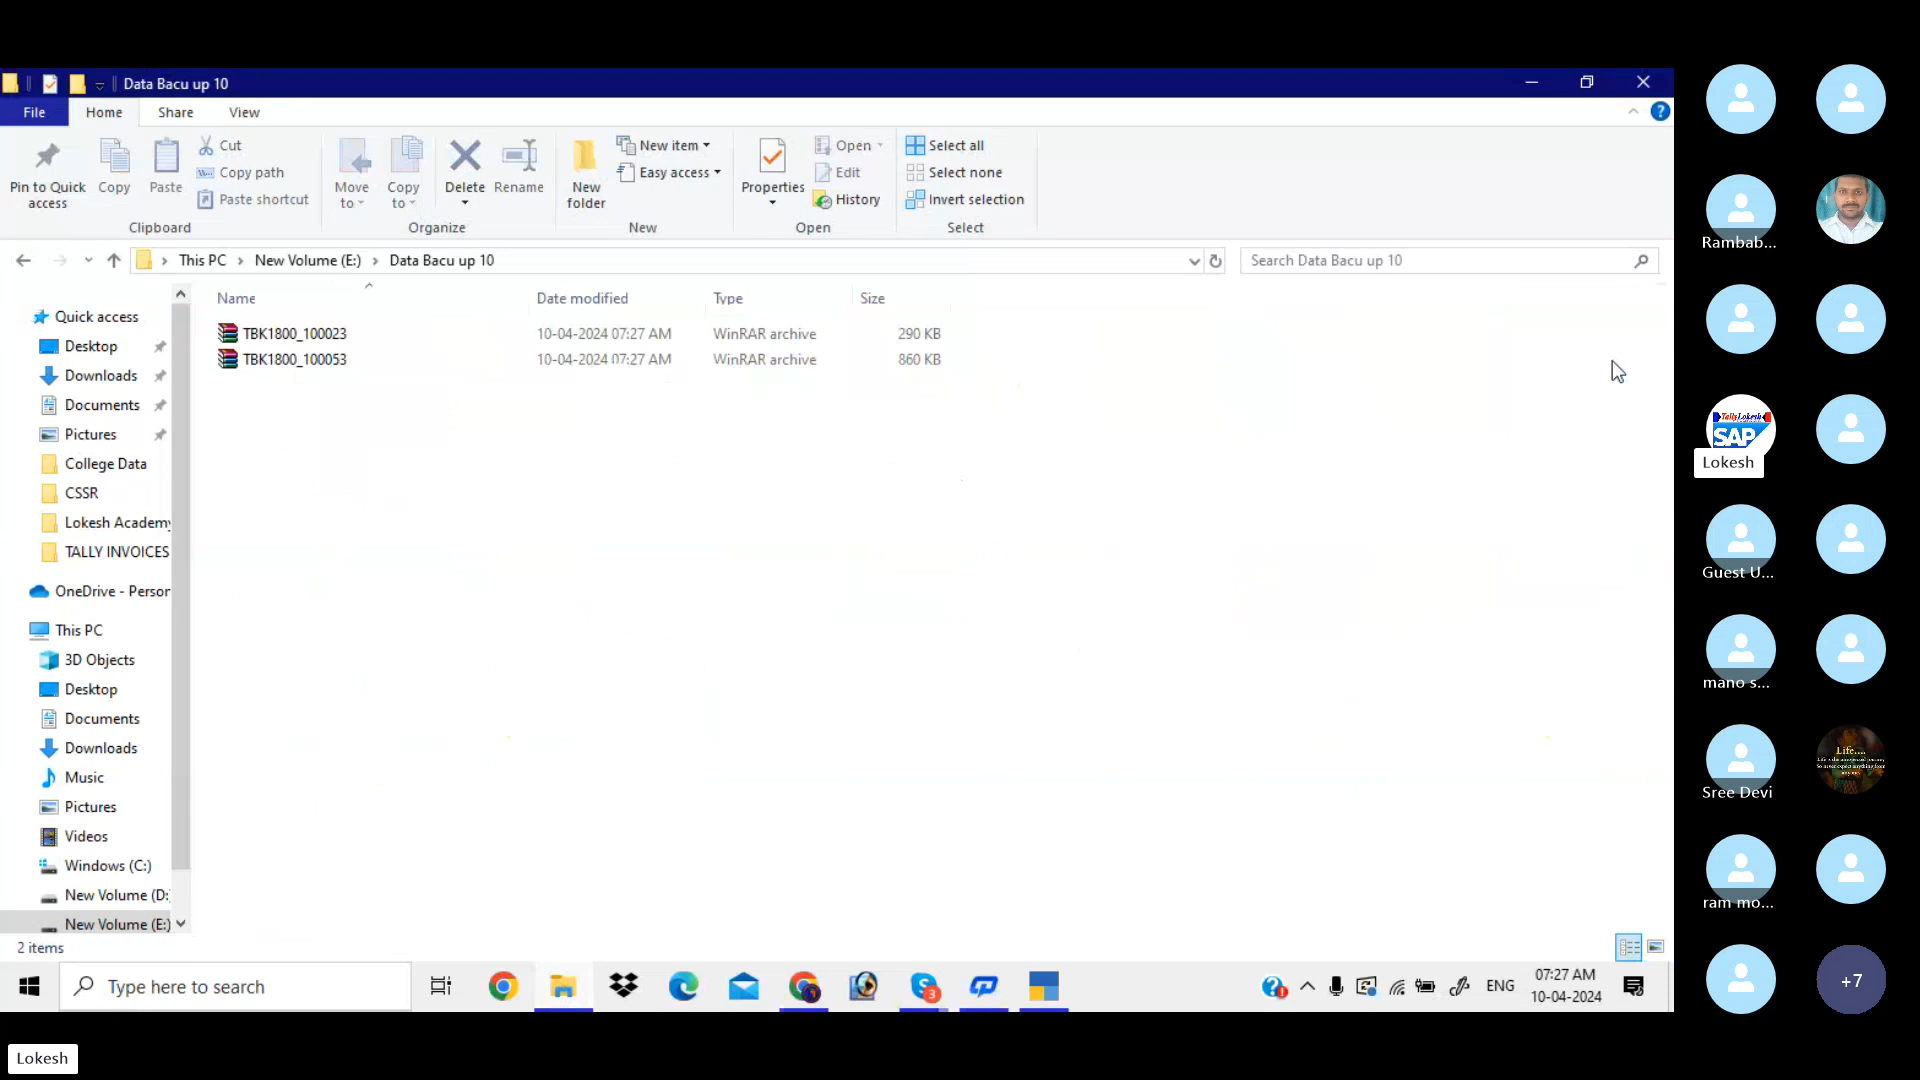 Data Bacu up 10
File Home Share View
Pin to Quick access
Copy
Paste
Cut
Copy path
Paste shortcut
Clipboard
Move to
Copy to
Delete
Rename
Organize
New folder
New item
Easy access
New
Properties
Open
Edit
History
Open
Select all
Select none
Invert selection
Select
This PC > New Volume (E:) > Data Bacu up 10
Search Data Bacu up 10
Name Date modified Type Size
TBK1800_100023 10-04-2024 07:27 AM WinRAR archive 290 KB
TBK1800_100053 10-04-2024 07:27 AM WinRAR archive 860 KB
Quick access
Desktop
Downloads
Documents
Pictures
College Data
CSSR
Lokesh Academy
TALLY INVOICES
OneDrive - Person
This PC
3D Objects
Desktop
Documents
Downloads
Music
Pictures
Videos
Windows (C:)
New Volume (D:
New Volume (E:)
2 items
Type here to search
3
ENG
07:27 AM
10-04-2024
Rambab...
Tally Lokesh
SAP
Lokesh
Guest U...
mano s...
Life....
Sree Devi
ram mo...
+7
Lokesh